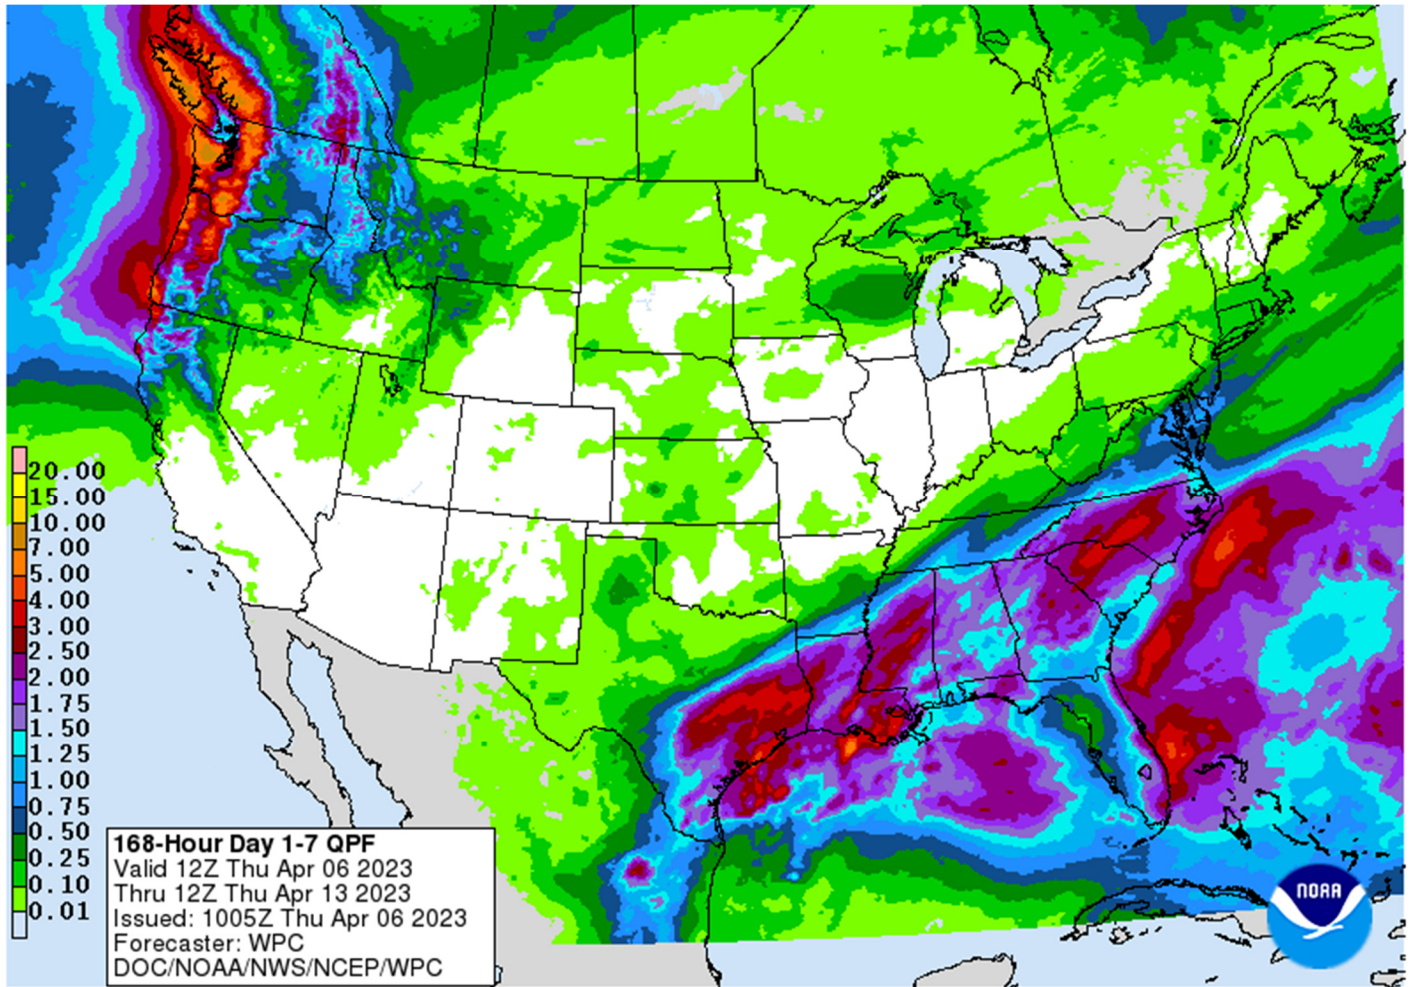 20.00
15.00
10.00
7.00
5.00
4.00
3.00
2.50
2.00
1.75
1.50
1.25
1.00
0.75
0.50
0.25
0.10
0.01
168-Hour Day 1-7 QPF
Valid 12Z Thu Apr 06 2023
Thru 12Z Thu Apr 13 2023
Issued: 1005Z Thu Apr 06 2023
Forecaster: WPC
DOC/NOAA/NWS/NCEP/WPC
NOAA